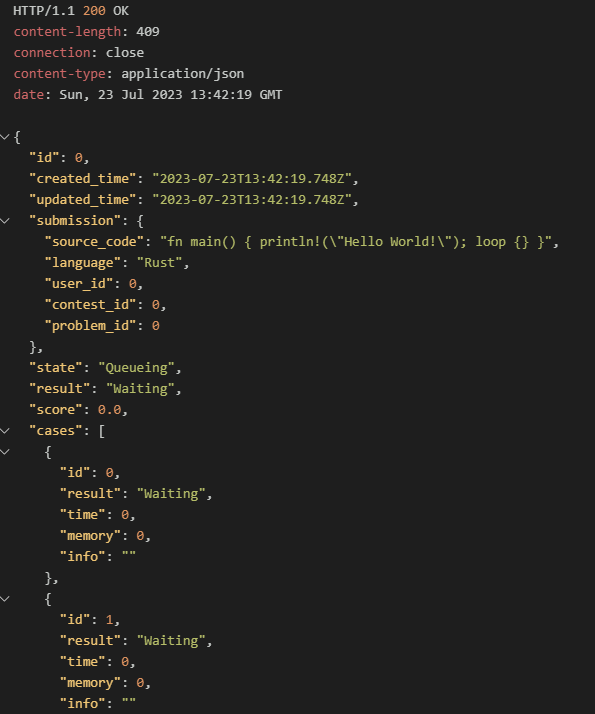 HTTP/1.1 200 OK
content-length: 409
connection: close
content-type: application/json
date: Sun, 23 Jul 2023 13:42:19 GMT

{
  "id": 0,
  "created_time": "2023-07-23T13:42:19.748Z",
  "updated_time": "2023-07-23T13:42:19.748Z",
  "submission": {
    "source_code": "fn main() { println!(\"Hello World!\"); loop {} }",
    "language": "Rust",
    "user_id": 0,
    "contest_id": 0,
    "problem_id": 0
  },
  "state": "Queueing",
  "result": "Waiting",
  "score": 0.0,
  "cases": [
    {
      "id": 0,
      "result": "Waiting",
      "time": 0,
      "memory": 0,
      "info": ""
    },
    {
      "id": 1,
      "result": "Waiting",
      "time": 0,
      "memory": 0,
      "info": ""